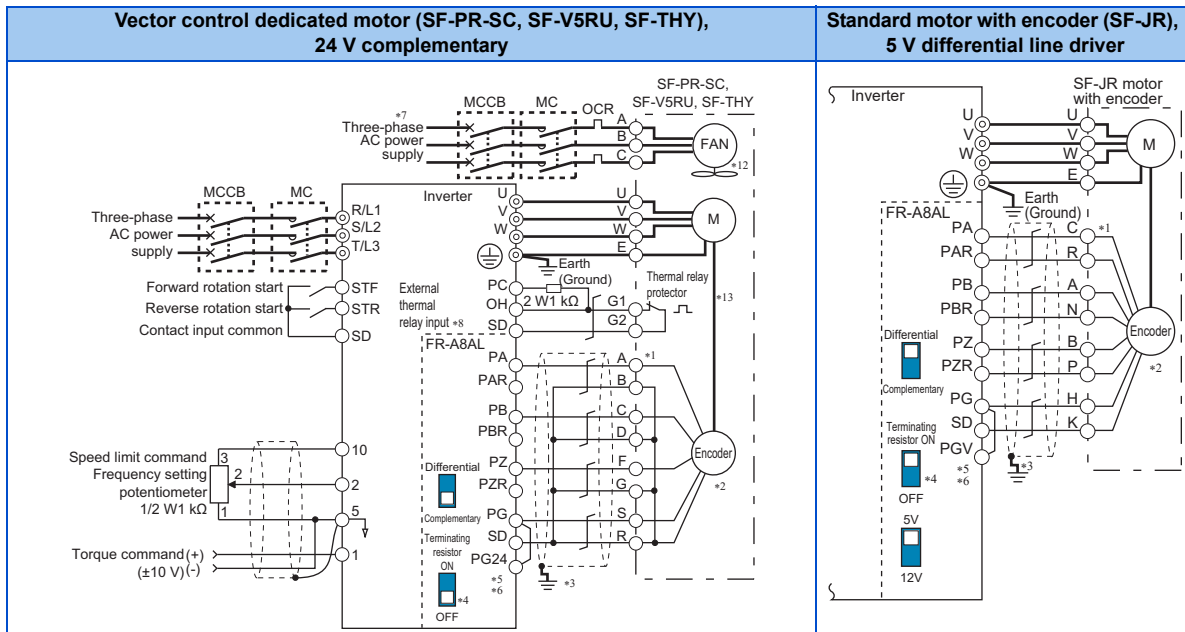 Vector control dedicated motor (SF-PR-SC, SF-V5RU, SF-THY),
24 V complementary
Standard motor with encoder (SF-JR),
5 V differential line driver
SF-PR-SC,
SF-V5RU, SF-THY
MCCB
MC
OCR
*7
Three-phase
AC power
supply
A
B
C
FAN
*12
MCCB
MC
Three-phase
AC power
supply
R/L1
S/L2
T/L3
Inverter
U
V
W
U
V
W
E
M
Earth
(Ground)
Forward rotation start
Reverse rotation start
Contact input common
STF
STR
SD
External
thermal
relay input *8
PC
OH
SD
2 W1 kΩ
G1
G2
Thermal relay
protector
*13
FR-A8AL
PA
PAR
PB
PBR
PZ
PZR
PG
SD
PG24
A
B
C
D
F
G
S
R
*1
Encoder
*2
*3
Differential
Complementary
Terminating
resistor
ON
*4
OFF
*5
*6
Speed limit command
Frequency setting
potentiometer
1/2 W1 kΩ
3
2
1
10
2
5
1
Torque command (+)
(±10 V) (-)
Inverter
SF-JR motor
with encoder
U
V
W
U
V
W
E
M
Earth
(Ground)
FR-A8AL
PA
PAR
PB
PBR
PZ
PZR
PG
SD
PGV
C
R
A
N
B
P
H
K
*1
Encoder
*2
*3
Differential
Complementary
Terminating
resistor ON
*4
OFF
*5
*6
5V
12V